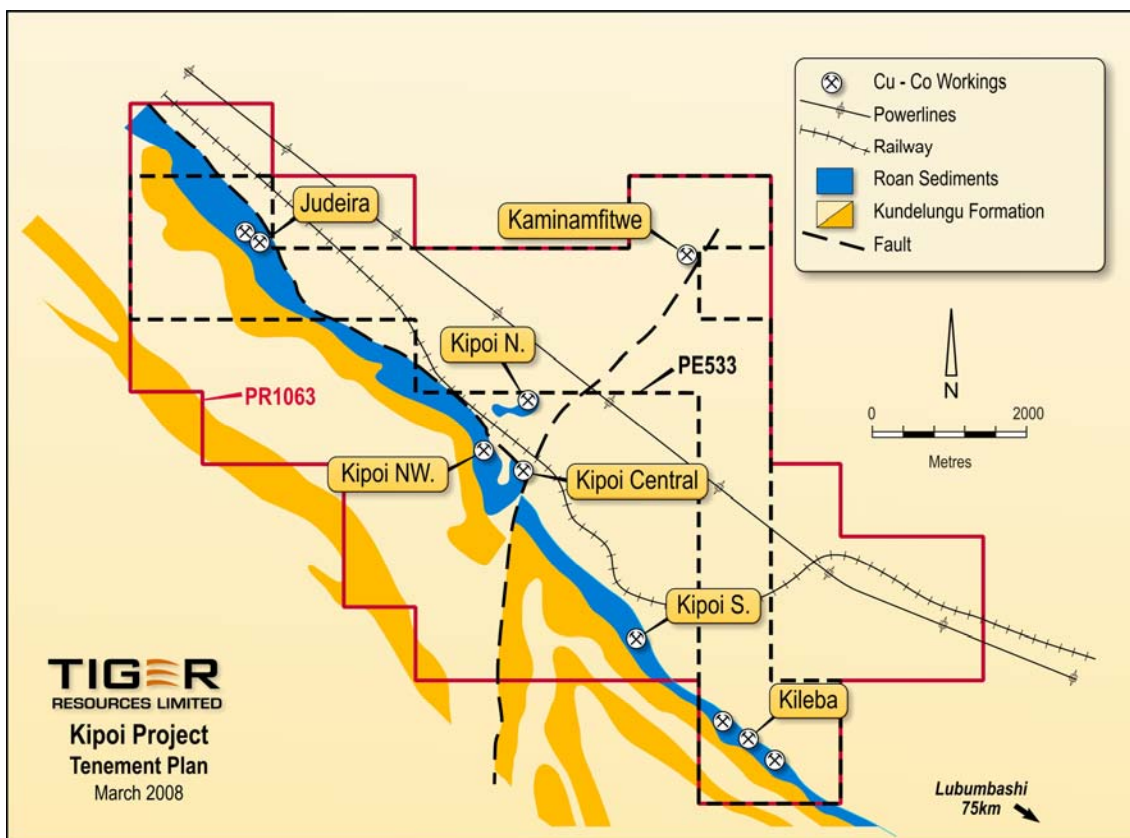 Cu - Co Workings
Powerlines
Railway
Roan Sediments
Kundelungu Formation
Fault
Judeira
Kaminamfitwe
Kipoi N.
PE533
PR1063
N
0 2000
Metres
Kipoi NW.
Kipoi Central
Kipoi S.
Kileba
TIGER
RESOURCES LIMITED
Kipoi Project
Tenement Plan
March 2008
Lubumbashi
75km